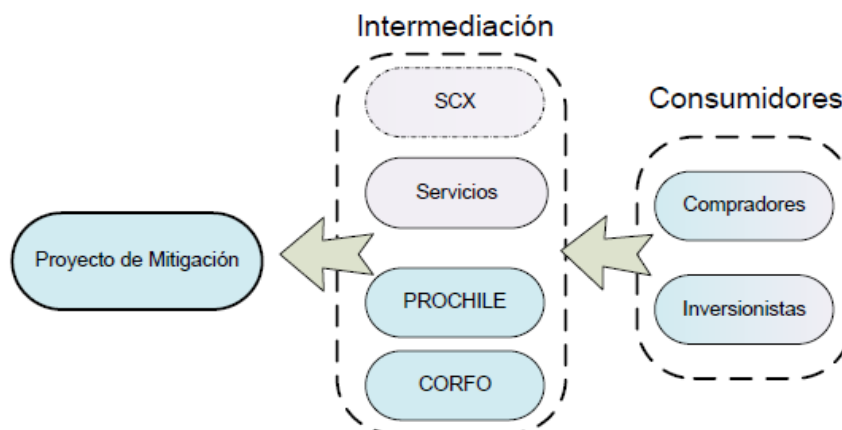 Intermediación
SCX
Consumidores
Servicios
Compradores
Proyecto de Mitigación
PROCHILE
Inversionistas
CORFO